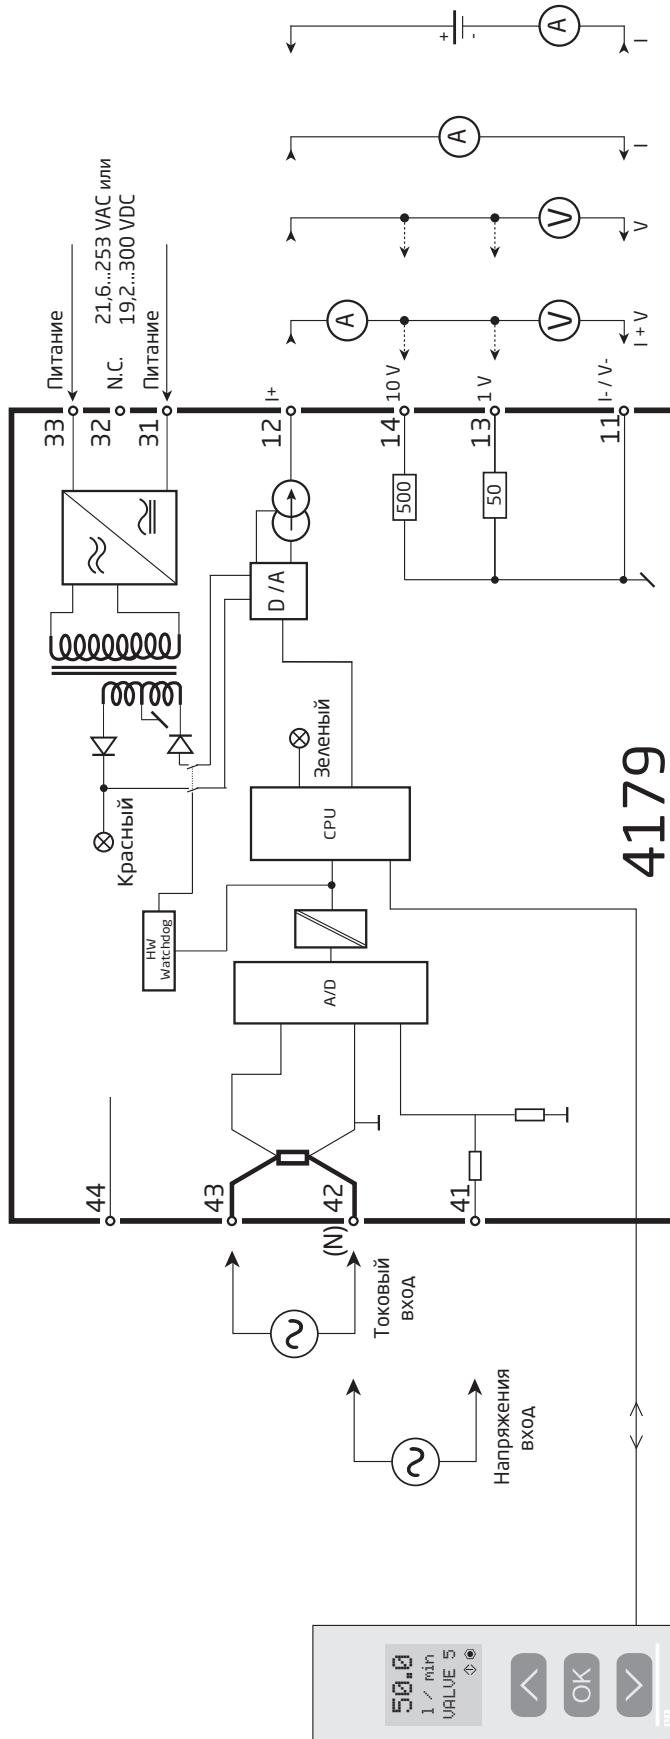 44
33
Питание
Красный
32
N.C.
21,6...253 VAC или
19,2...300 VDC
31
Питание
HW
Watchdog
43
D / A
12
I+
(N)
42
A/D
CPU
Зеленый
Токовый
вход
500
14
10 V
50.0
l / min
VALVE 5
41
50
13
1 V
Напряжения
вход
OK
11
I- / V-
4179
+
-
A
A
V
A
V
I + V
V
I
I